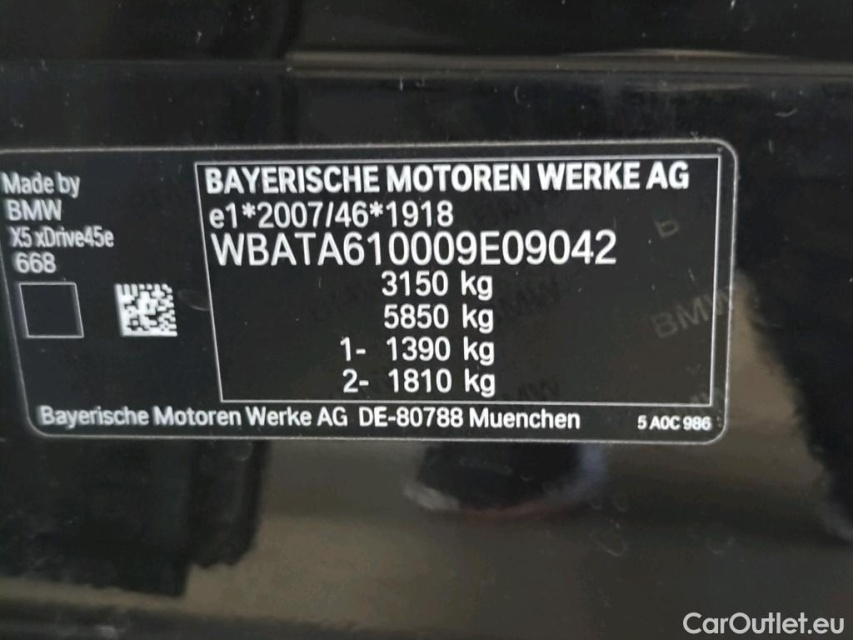 Made by
BMW
X5 xDrive45e
668
BAYERISCHE MOTOREN WERKE AG
e1*2007/46*1918
WBATA610009E09042
3150 kg
5850 kg
1- 1390 kg
2- 1810 kg
BMW
Bayerische Motoren Werke AG DE-80788 Muenchen
5 A0C 986
CarOutlet.eu